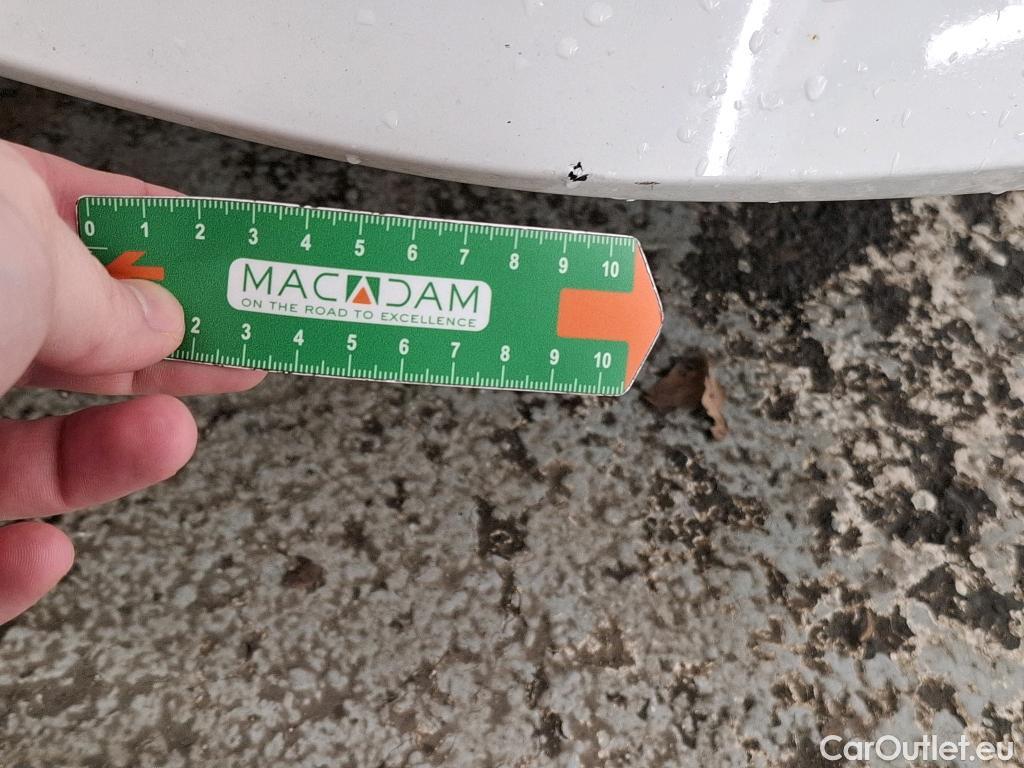 0 1 2 3 4 5 6 7 8 9 10
MACADAM
ON THE ROAD TO EXCELLENCE
2 3 4 5 6 7 8 9 10
CarOutlet.eu